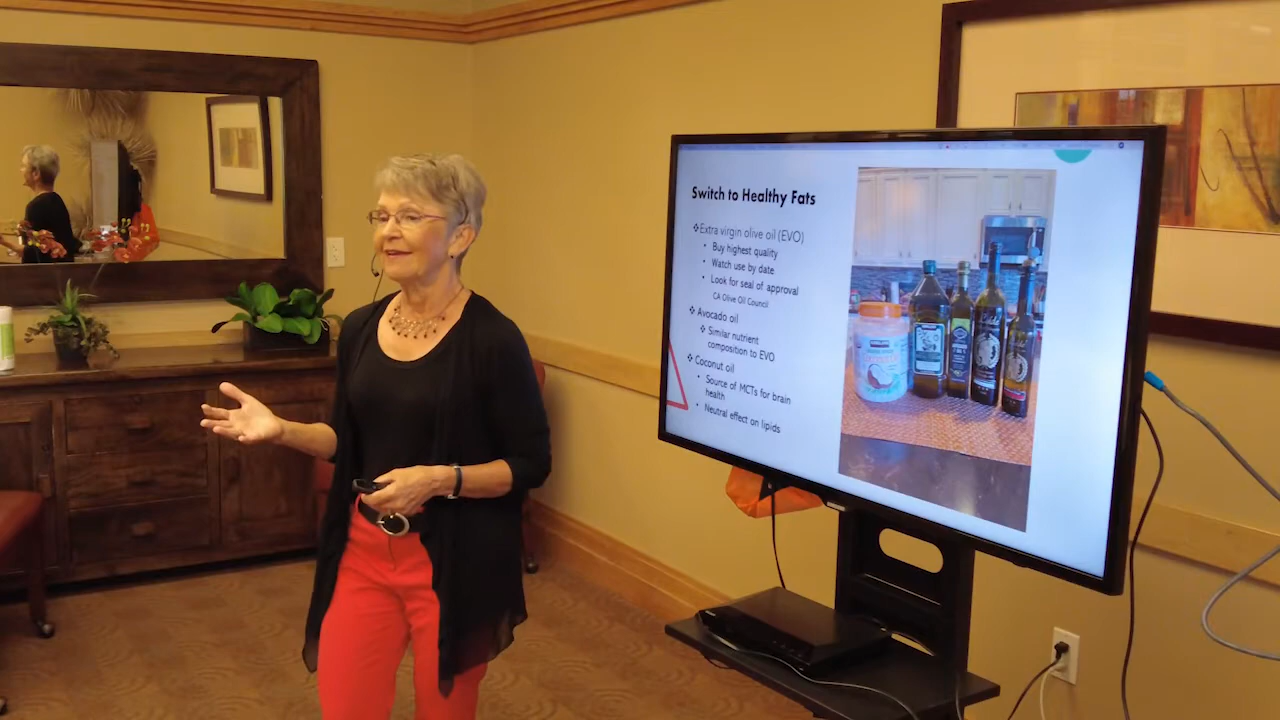 Switch to Healthy Fats
❖Extra virgin olive oil (EVO)
• Buy highest quality
• Watch use by date
• Look for seal of approval
CA Olive Oil Council
❖ Avocado oil
❖ Similar nutrient
composition to EVO
❖ Coconut oil
• Source of MCTs for brain
health
• Neutral effect on lipids